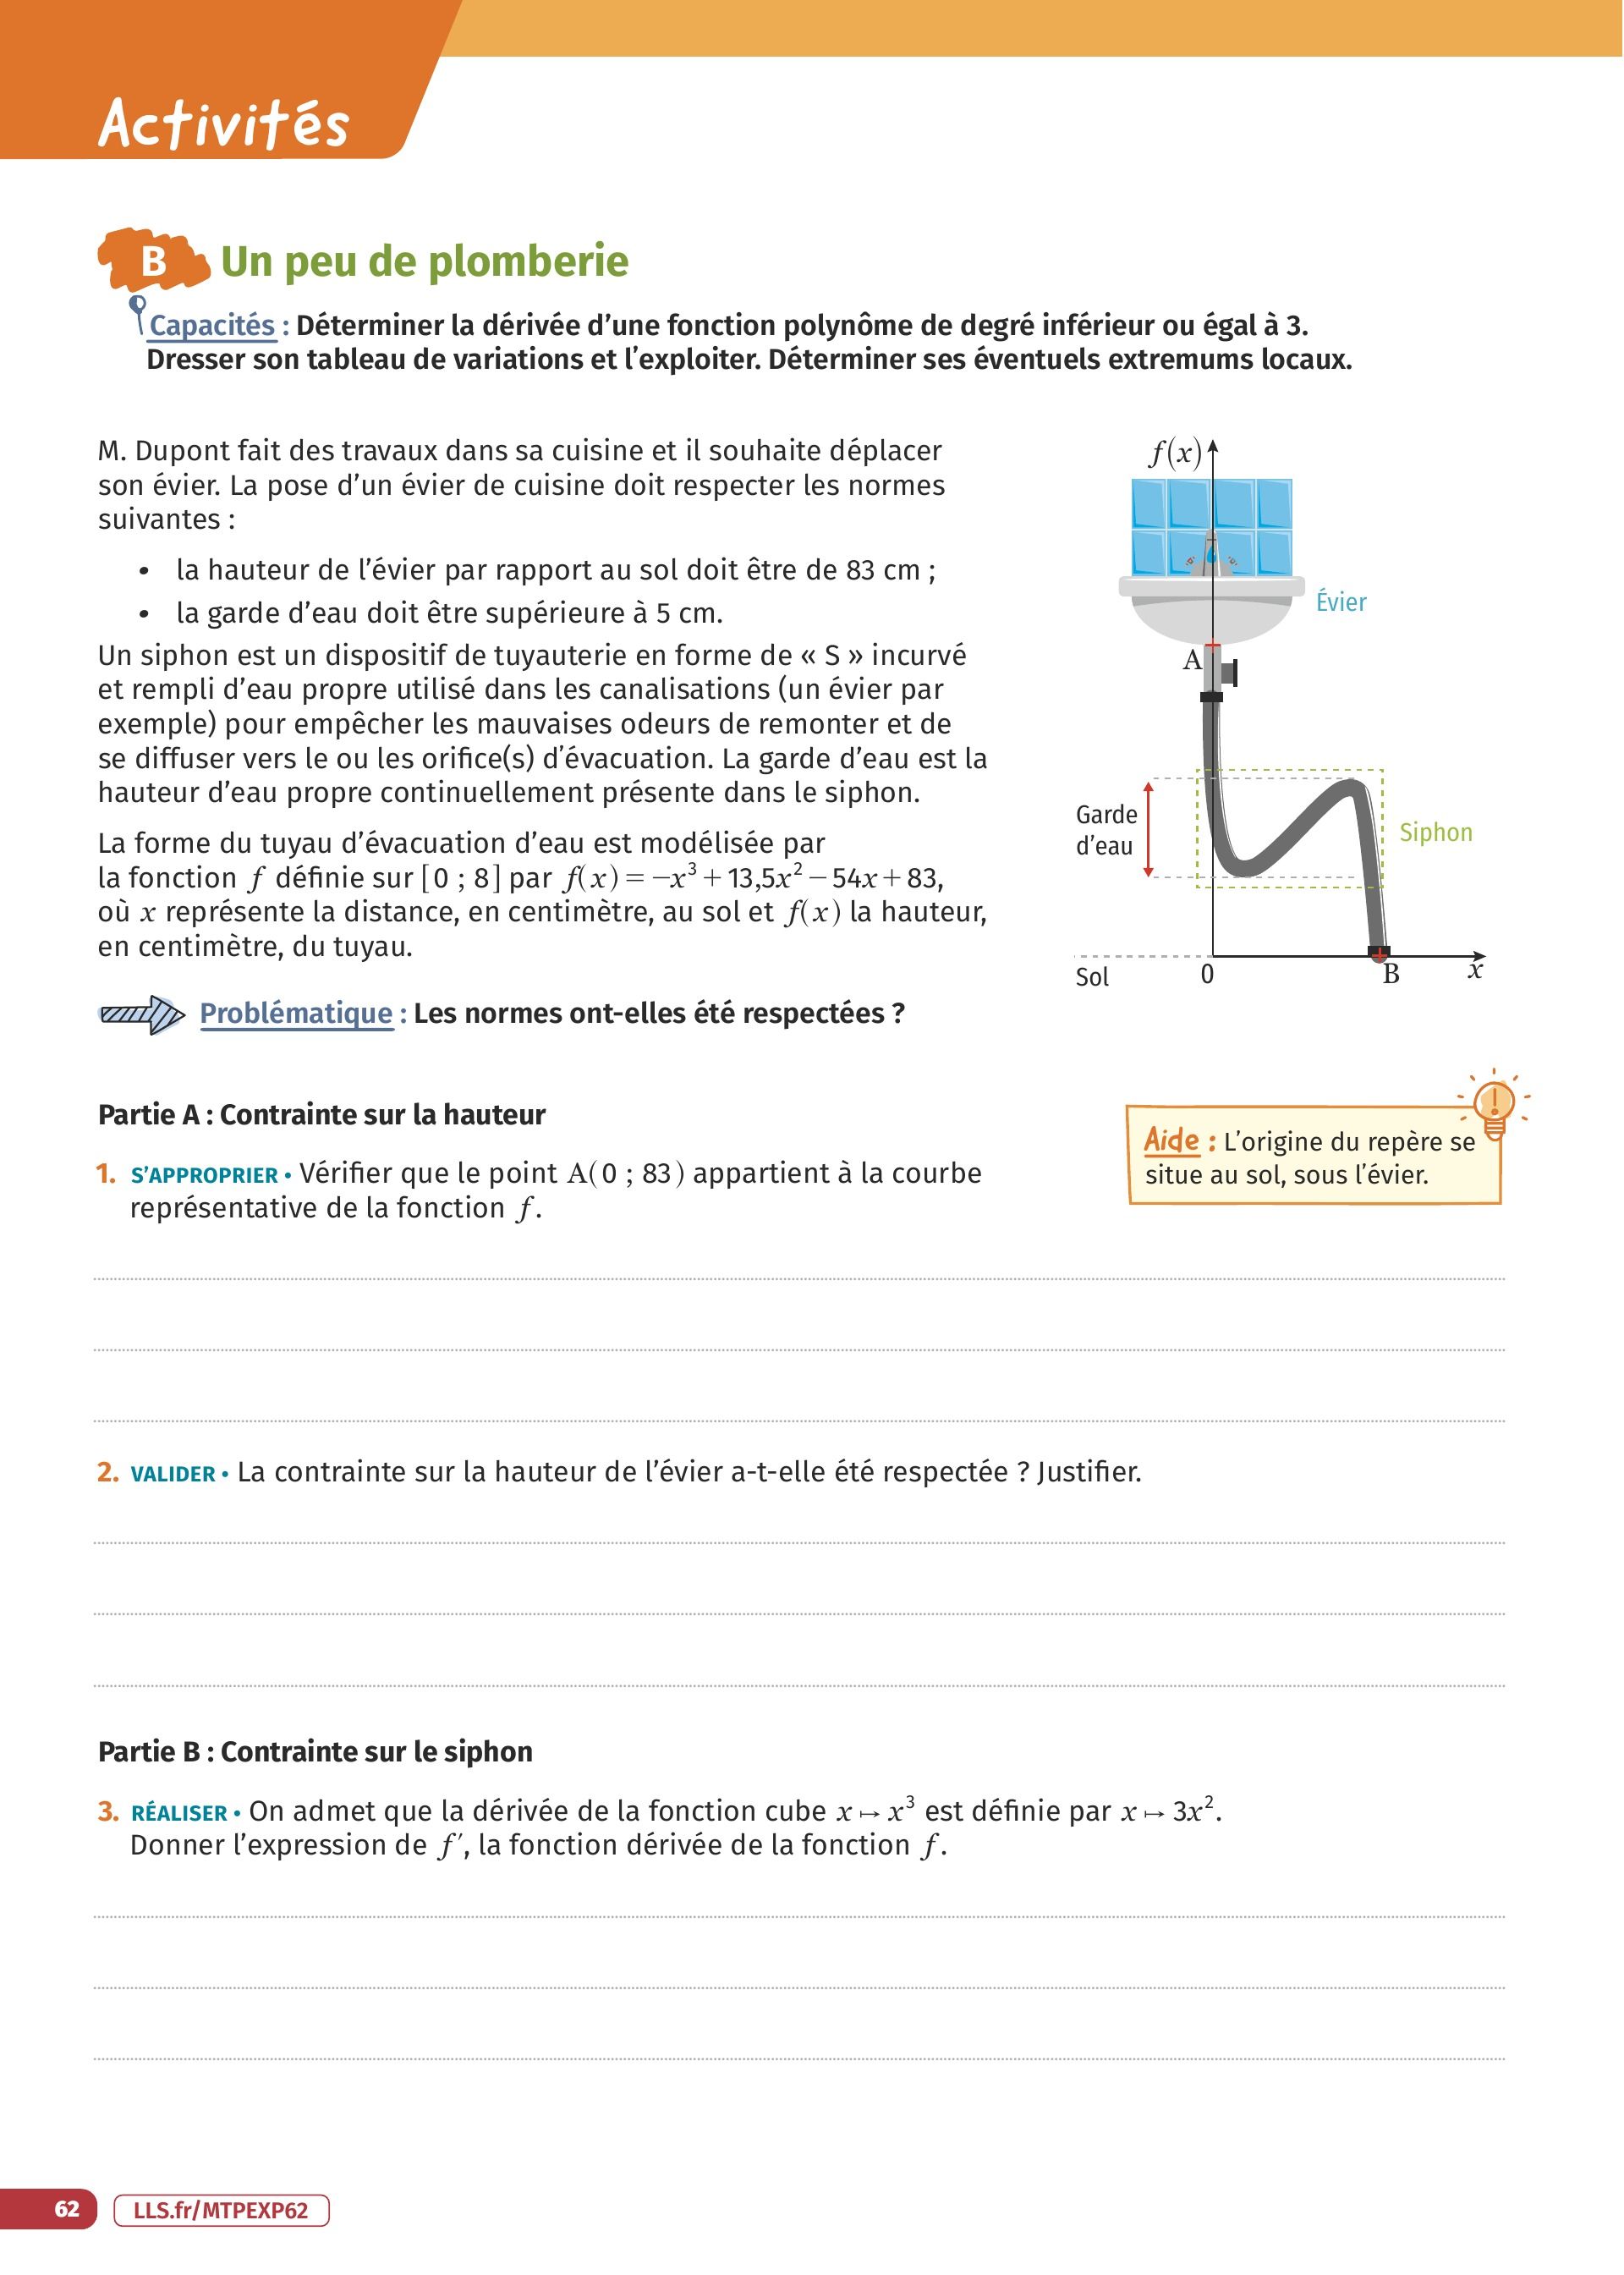 Activités
B Un peu de plomberie
Capacités : Déterminer la dérivée d’une fonction polynôme de degré inférieur ou égal à 3.
Dresser son tableau de variations et l’exploiter. Déterminer ses éventuels extremums locaux.
M. Dupont fait des travaux dans sa cuisine et il souhaite déplacer
son évier. La pose d’un évier de cuisine doit respecter les normes
suivantes :
• la hauteur de l’évier par rapport au sol doit être de 83 cm ;
• la garde d’eau doit être supérieure à 5 cm.
Un siphon est un dispositif de tuyauterie en forme de « S » incurvé
et rempli d’eau propre utilisé dans les canalisations (un évier par
exemple) pour empêcher les mauvaises odeurs de remonter et de
se diffuser vers le ou les orifice(s) d’évacuation. La garde d’eau est la
hauteur d’eau propre continuellement présente dans le siphon.
La forme du tuyau d’évacuation d’eau est modélisée par
la fonction f définie sur [0 ; 8] par f(x) = −x³ + 13,5x² − 54x + 83,
où x représente la distance, en centimètre, au sol et f(x) la hauteur,
en centimètre, du tuyau.
f(x)
Évier
A
Garde
d’eau
Siphon
Sol
0
B
x
Problématique : Les normes ont-elles été respectées ?
Partie A : Contrainte sur la hauteur
Aide : L’origine du repère se
situe au sol, sous l’évier.
1. S’APPROPRIER • Vérifier que le point A(0 ; 83) appartient à la courbe
représentative de la fonction f.
2. VALIDER • La contrainte sur la hauteur de l’évier a-t-elle été respectée ? Justifier.
Partie B : Contrainte sur le siphon
3. RÉALISER • On admet que la dérivée de la fonction cube x ↦ x³ est définie par x ↦ 3x².
Donner l’expression de f′, la fonction dérivée de la fonction f.
62
LLS.fr/MTPEXP62